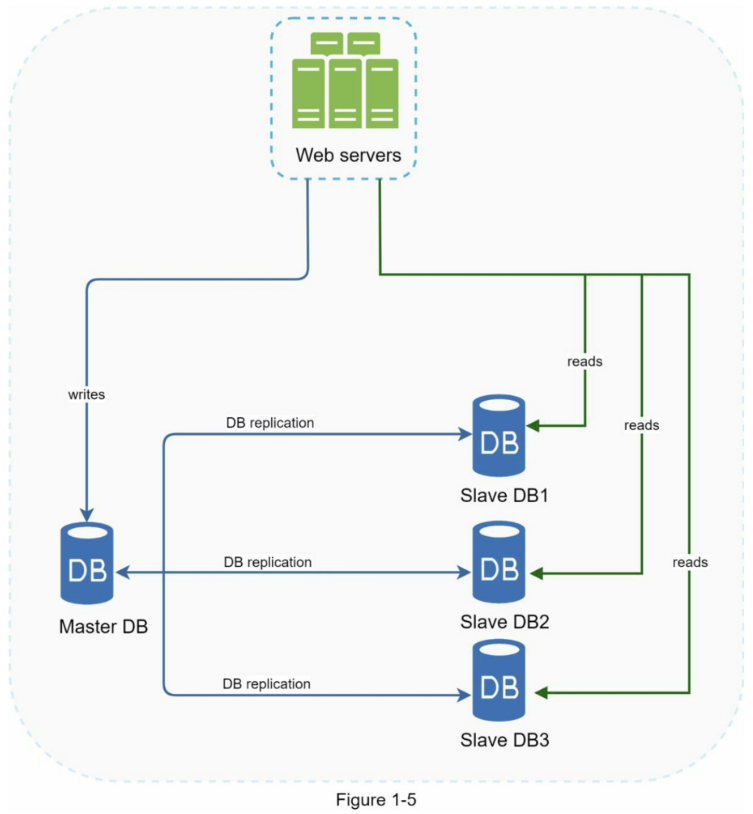 Web servers
writes
reads
reads
reads
DB replication
DB
Slave DB1
DB replication
DB
Master DB
DB
Slave DB2
DB replication
DB
Slave DB3
Figure 1-5